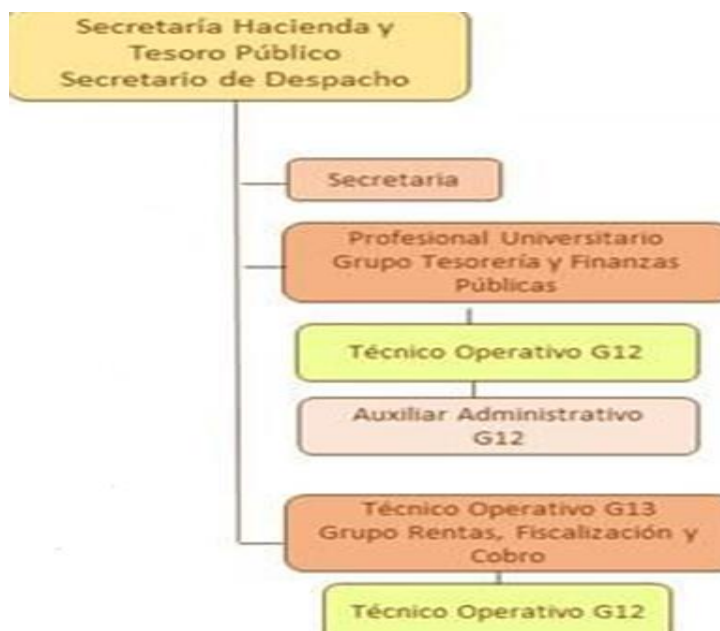 Secretaría Hacienda y
Tesoro Público
Secretario de Despacho
Secretaria
Profesional Universitario
Grupo Tesorería y Finanzas
Públicas
Técnico Operativo G12
Auxiliar Administrativo
G12
Técnico Operativo G13
Grupo Rentas, Fiscalización y
Cobro
Técnico Operativo G12